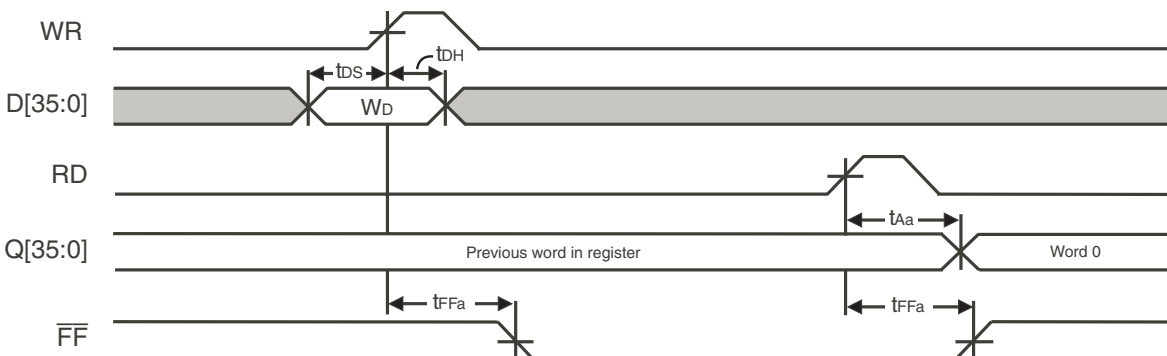 WR
tDS
tDH
D[35:0]
WD
RD
tAa
Q[35:0]
Previous word in register
Word 0
tFFa
tFFa
FF